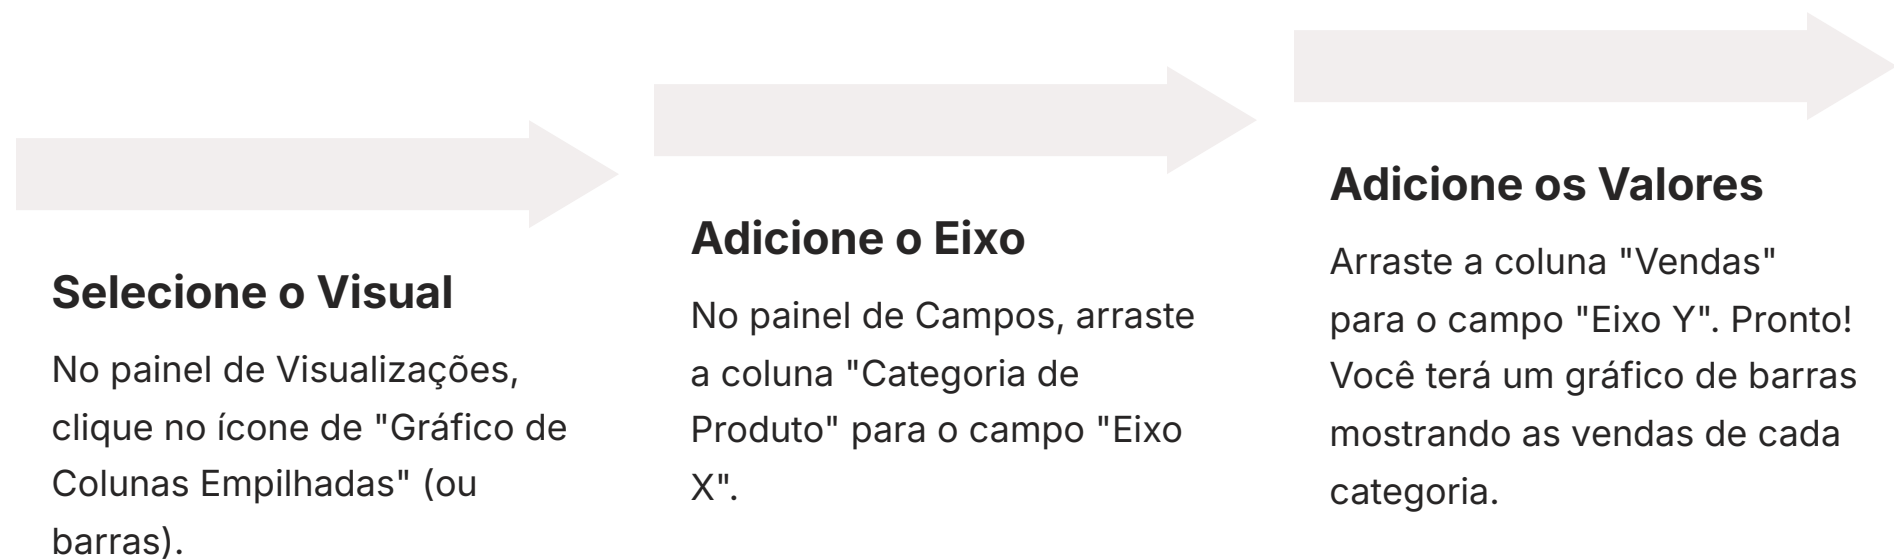 Selecione o Visual
No painel de Visualizações,
clique no ícone de "Gráfico de
Colunas Empilhadas" (ou
barras).
Adicione o Eixo
No painel de Campos, arraste
a coluna "Categoria de
Produto" para o campo "Eixo
X".
Adicione os Valores
Arraste a coluna "Vendas"
para o campo "Eixo Y". Pronto!
Você terá um gráfico de barras
mostrando as vendas de cada
categoria.